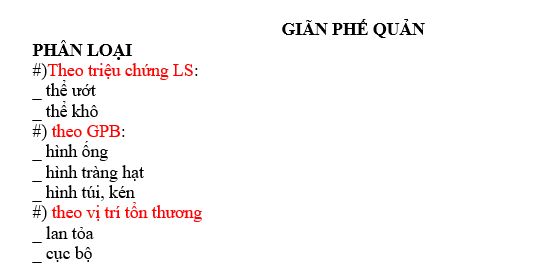 GIÃN PHẾ QUẢN
PHÂN LOẠI
#)Theo triệu chứng LS:
_ thể ướt
_ thể khô
#) theo GPB:
_ hình ống
_ hình tràng hạt
_ hình túi, kén
#) theo vị trí tổn thương
_ lan tỏa
_ cục bộ